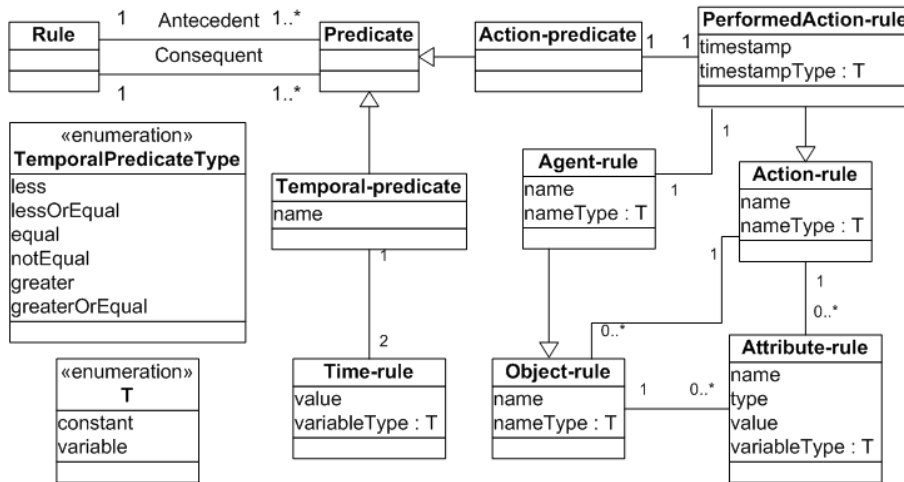 Rule
1
Antecedent
1..*
Consequent
1
1..*
Predicate
Action-predicate
1
1
PerformedAction-rule
timestamp
timestampType : T
«enumeration»
TemporalPredicateType
less
lessOrEqual
equal
notEqual
greater
greaterOrEqual
Temporal-predicate
name
1
2
Agent-rule
name
nameType : T
1
1
Action-rule
name
nameType : T
1
0..*
1
0..*
«enumeration»
T
constant
variable
Time-rule
value
variableType : T
Object-rule
name
nameType : T
1
0..*
Attribute-rule
name
type
value
variableType : T